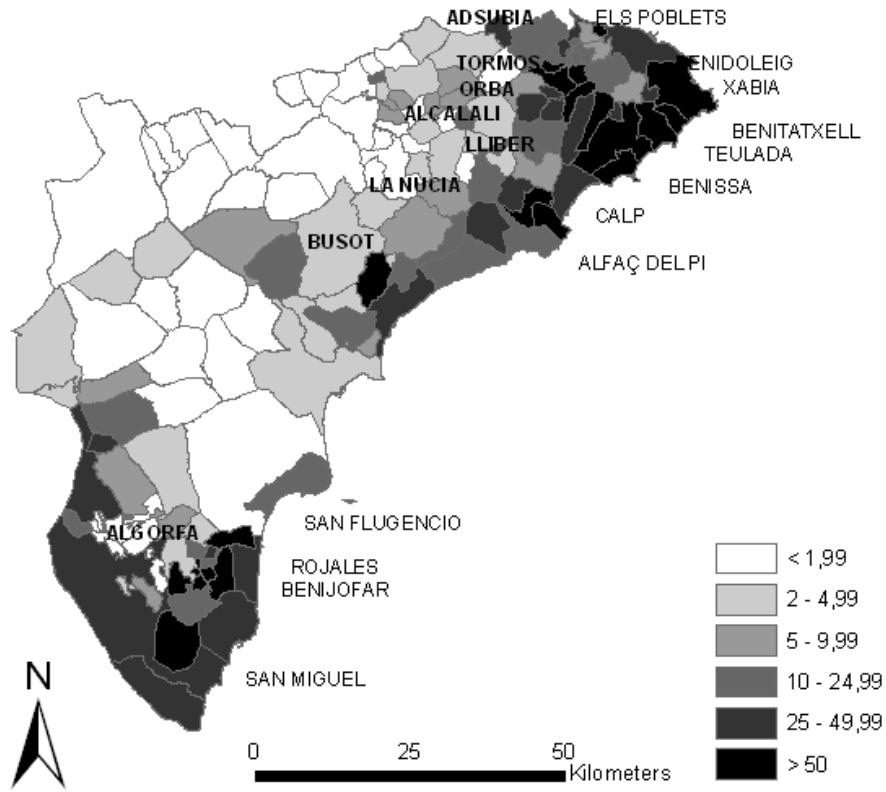 ADSUBIA
ELS POBLETS
TORMOS
ENIDOLEIG
ORBA
XABIA
ALCALALI
BENITATXELL
LLIBER
TEULADA
LA NUCIA
BENISSA
CALP
BUSOT
ALFAÇ DEL PI
SAN FLUGENCIO
ALGORFA
ROJALES
BENIJOFAR
SAN MIGUEL
< 1,99
2 - 4,99
5 - 9,99
10 - 24,99
25 - 49,99
> 50
N
0 25 50
Kilometers